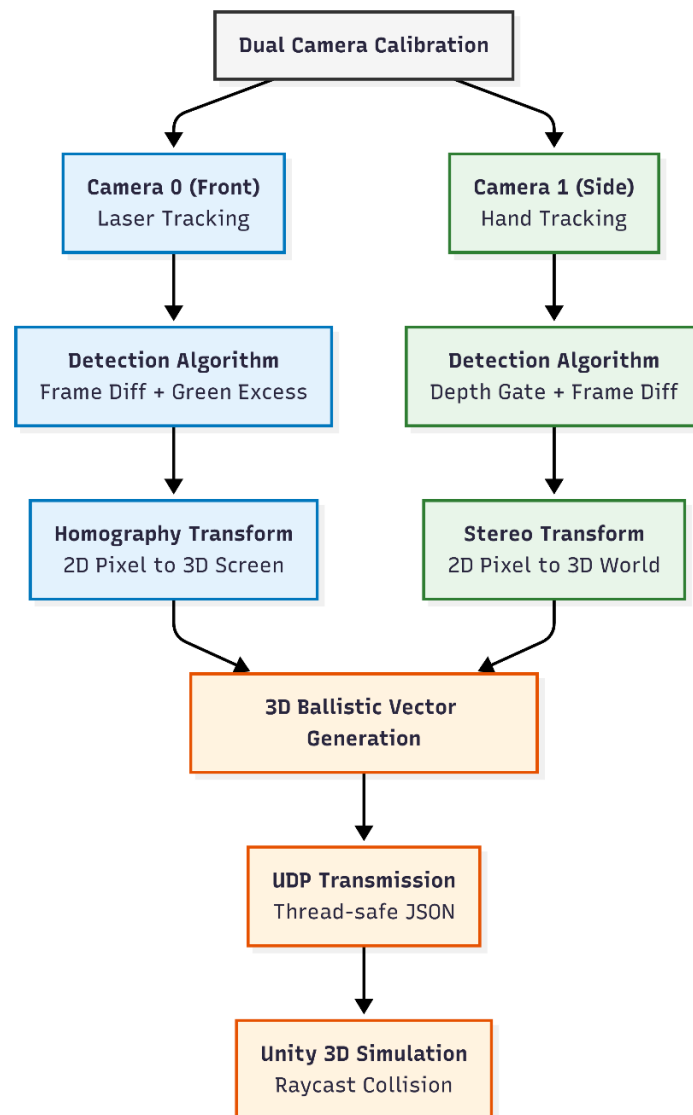 Dual Camera Calibration
Camera 0 (Front)
Laser Tracking
Camera 1 (Side)
Hand Tracking
Detection Algorithm
Frame Diff + Green Excess
Detection Algorithm
Depth Gate + Frame Diff
Homography Transform
2D Pixel to 3D Screen
Stereo Transform
2D Pixel to 3D World
3D Ballistic Vector
Generation
UDP Transmission
Thread-safe JSON
Unity 3D Simulation
Raycast Collision